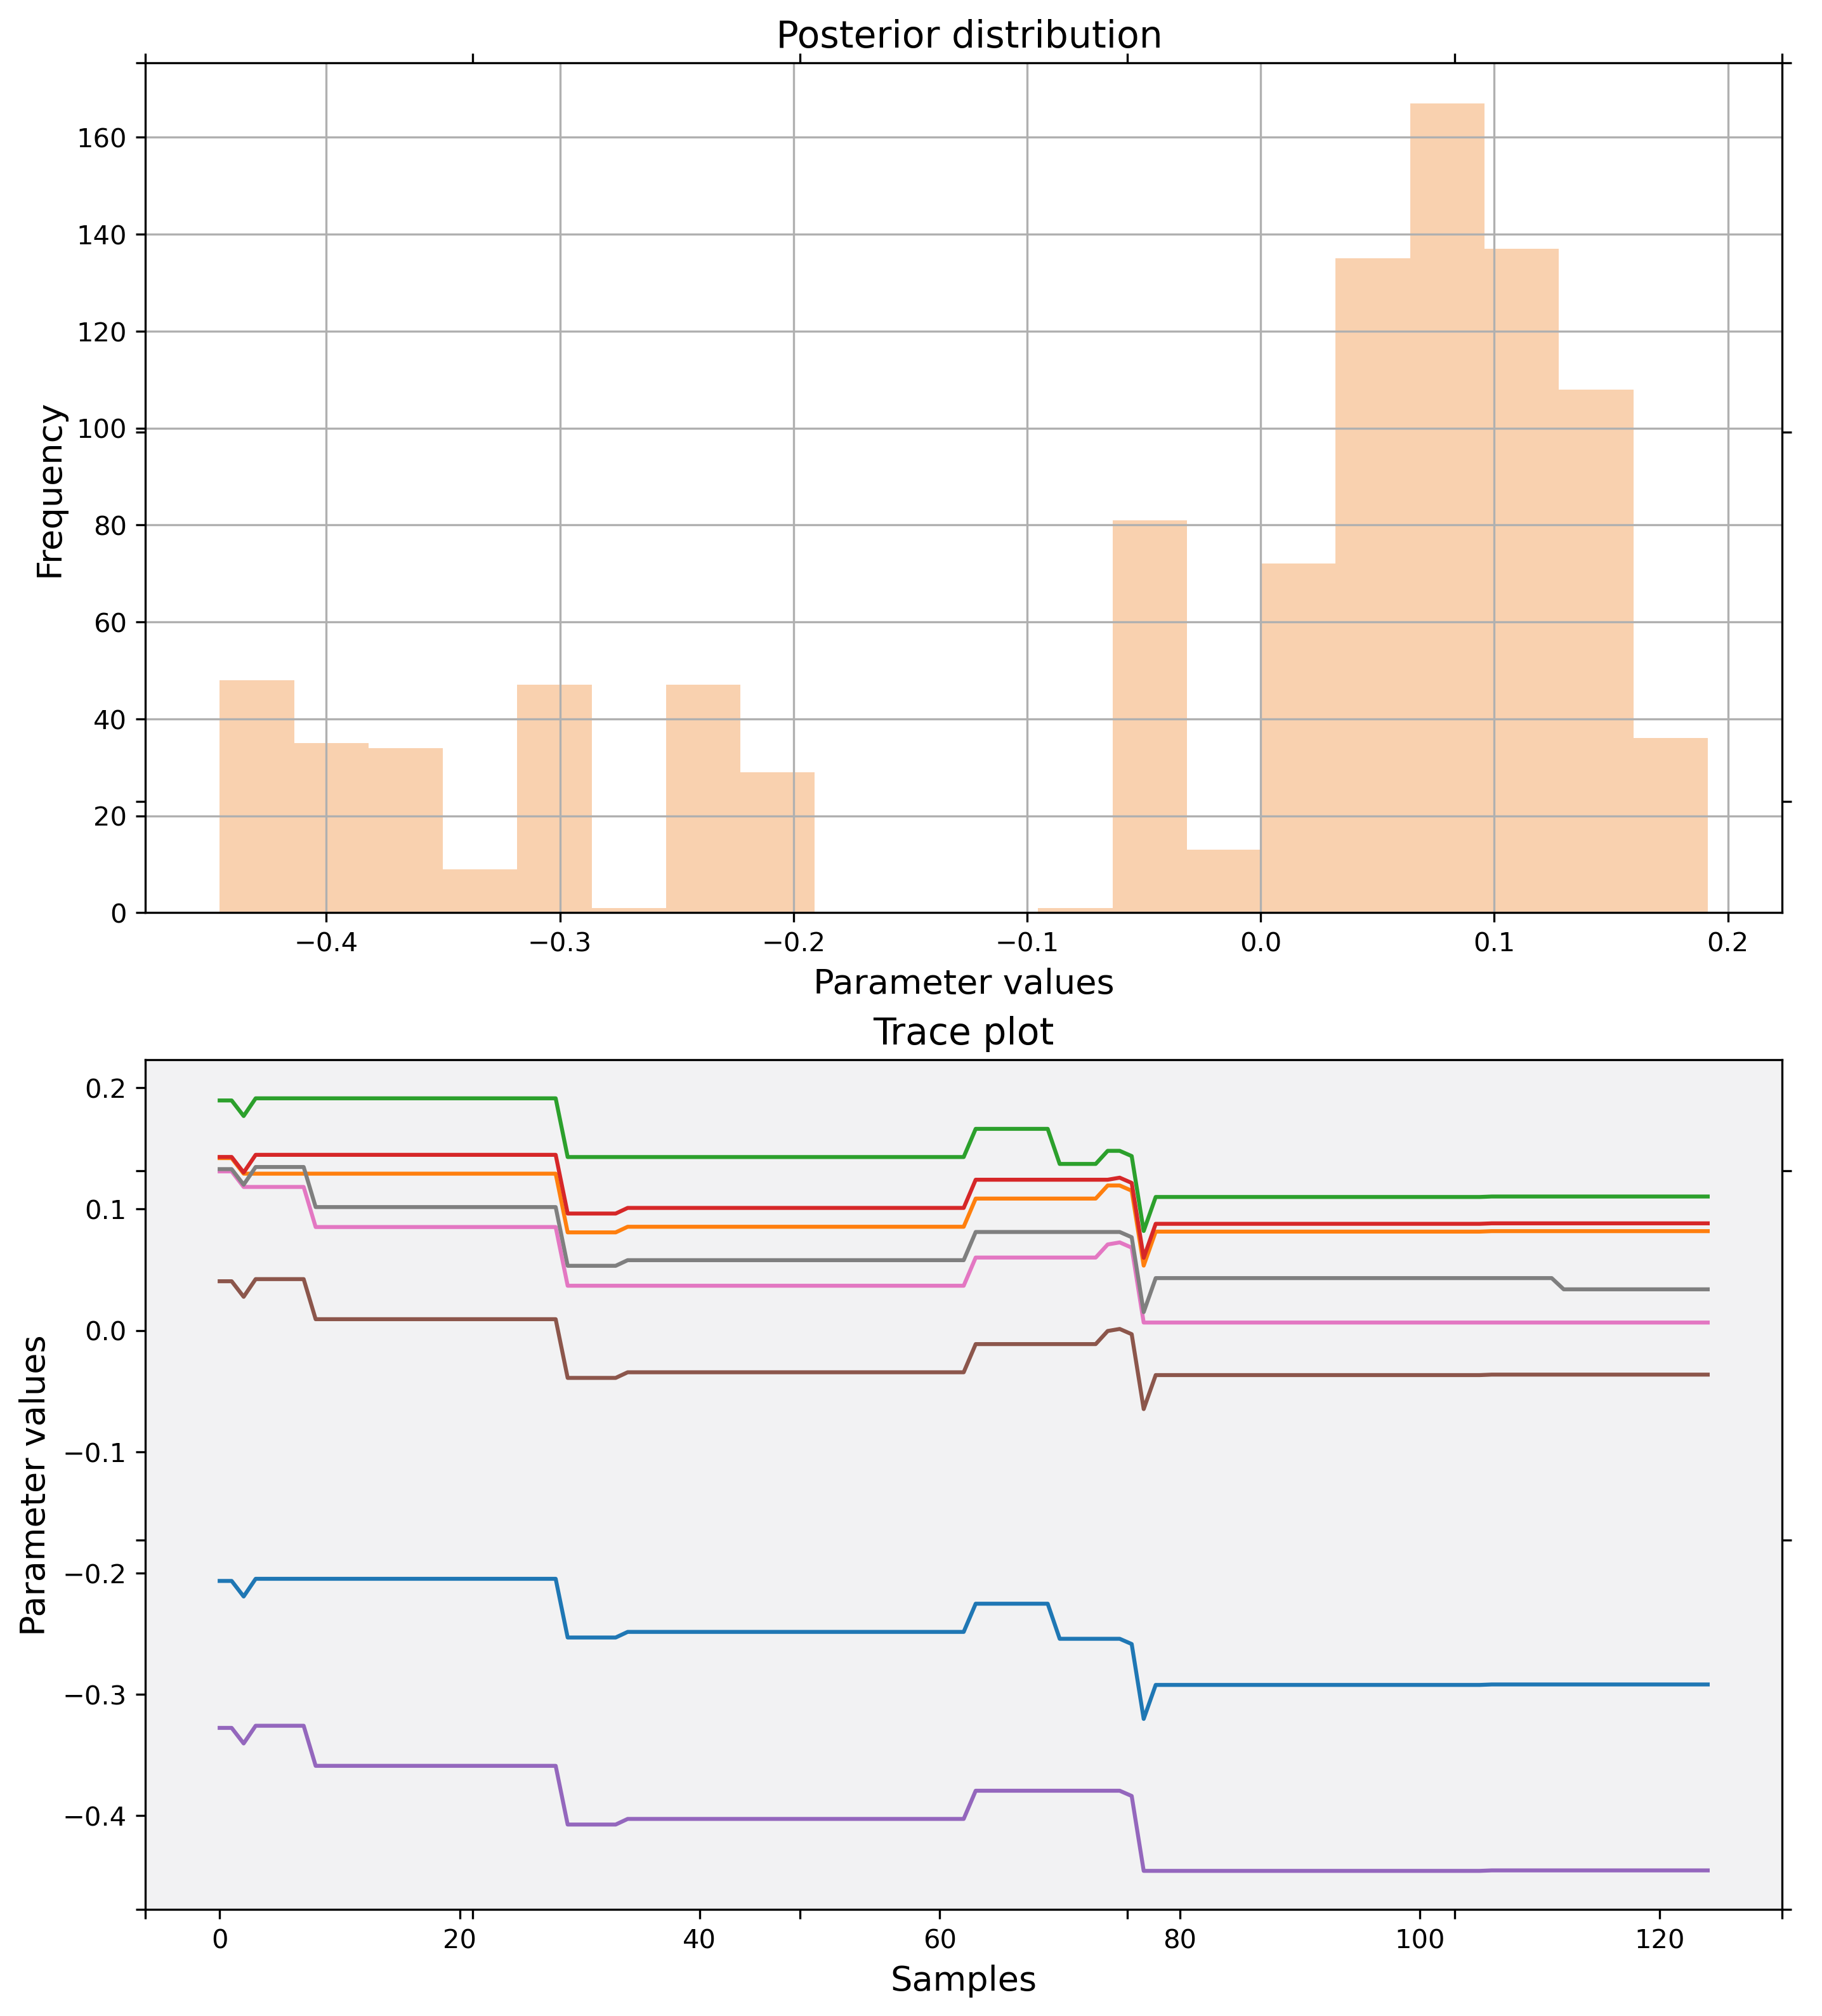 Posterior distribution
160
140
120
100
80
60
40
20
0
Frequency
−0.4 −0.3 −0.2 −0.1 0.0 0.1 0.2
Parameter values
Trace plot
0.2
0.1
0.0
−0.1
−0.2
−0.3
−0.4
Parameter values
0 20 40 60 80 100 120
Samples